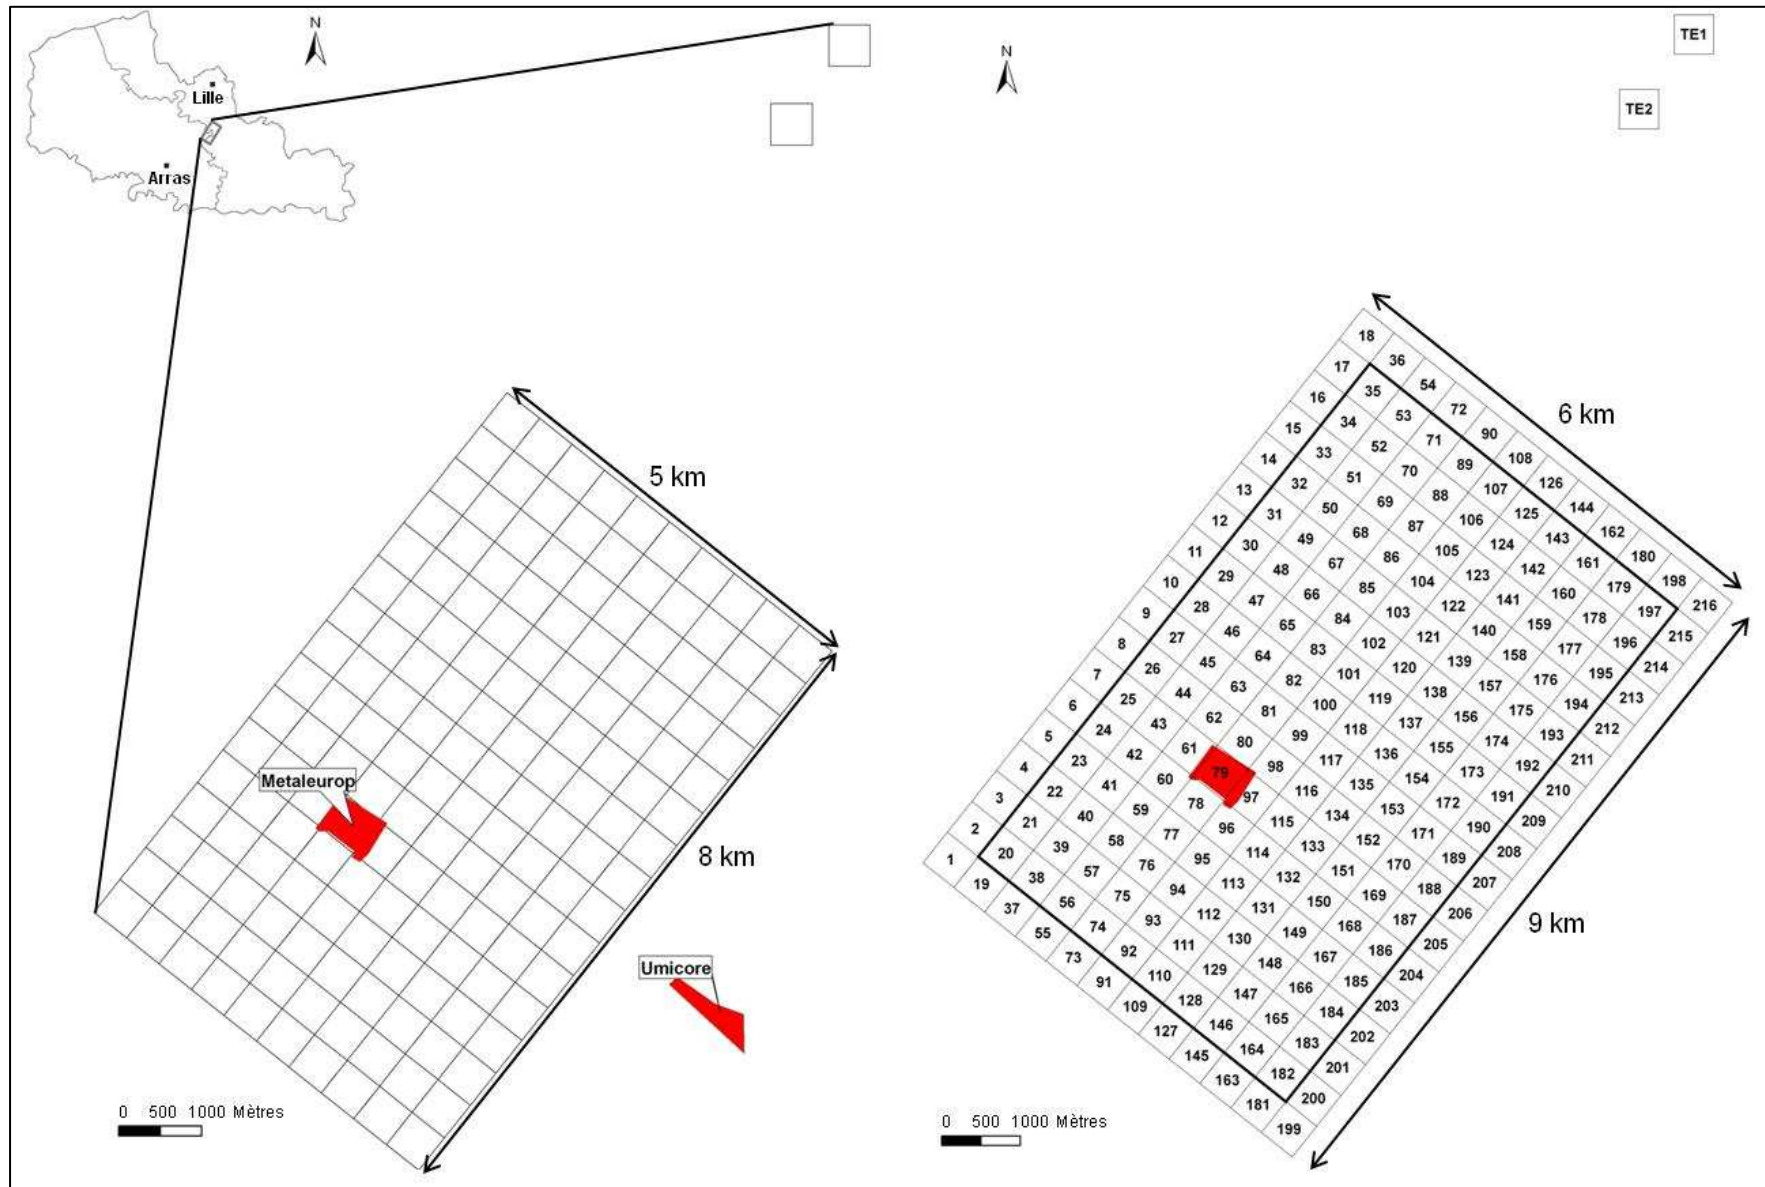 N
Lille
Arras
5 km
Metaleurop
8 km
Umicore
0 500 1000 Mètres
N
TE1
TE2
6 km
9 km
18 36 54 72 90 108 126 144 162 180 198 216
17 35 53 71 89 107 125 143 161 179 197 215
16 34 52 70 88 106 124 142 160 178 196 214
15 33 51 69 87 105 123 141 159 177 195 213
14 32 50 68 86 104 122 140 158 176 194 212
13 31 49 67 85 103 121 139 157 175 193 211
12 30 48 66 84 102 120 138 156 174 192 210
11 29 47 65 83 101 119 137 155 173 191 209
10 28 46 64 82 100 118 136 154 172 190 208
9 27 45 63 81 99 117 135 153 171 189 207
8 26 44 62 80 98 116 134 152 170 188 206
7 25 43 61 79 97 115 133 151 169 187 205
6 24 42 60 78 96 114 132 150 168 186 204
5 23 41 59 77 95 113 131 149 167 185 203
4 22 40 58 76 94 112 130 148 166 184 202
3 21 39 57 75 93 111 129 147 165 183 201
2 20 38 56 74 92 110 128 146 164 182 200
1 19 37 55 73 91 109 127 145 163 181 199
0 500 1000 Mètres